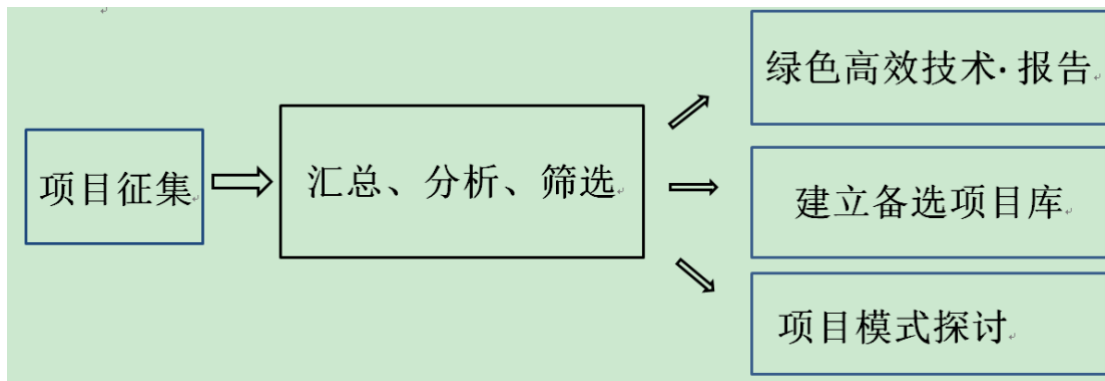 项目征集
汇总、分析、筛选
绿色高效技术·报告
建立备选项目库
项目模式探讨